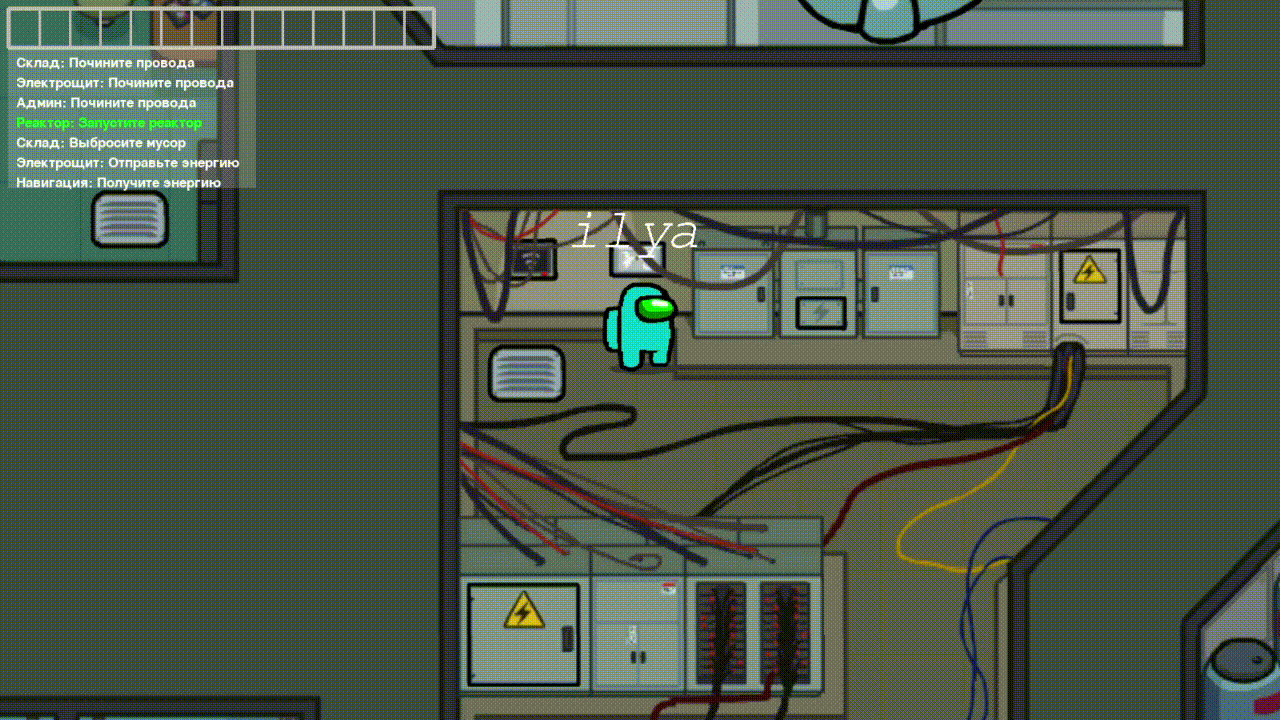 Склад: Почините провода
Электрощит: Почините провода
Админ: Почините провода
Реактор: Запустите реактор
Склад: Выбросите мусор
Электрощит: Отправьте энергию
Навигация: Получите энергию
ilya